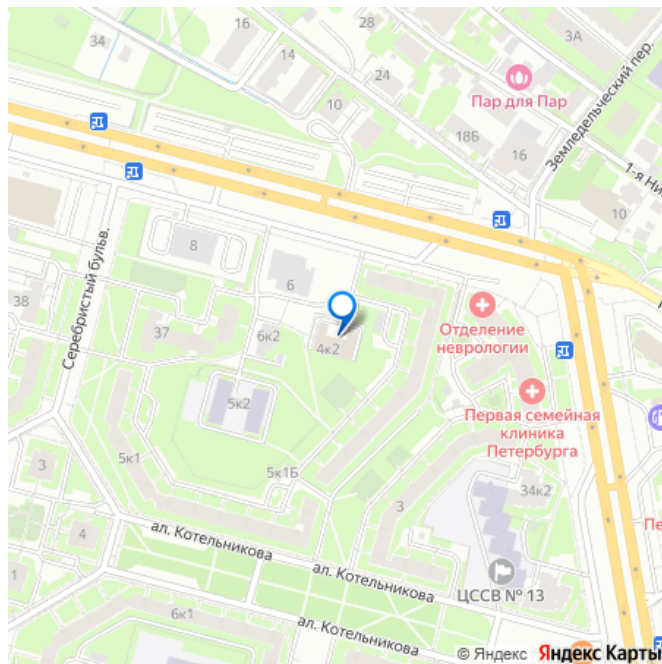 16
28
34
14
3А
24
Пар для Пар
Земледельческий пер.
10
18Б
16
1-я Ни
10
8
6
Серебристый бульв.
38
37
6к2
4к2
Отделение
неврологии
5к2
Первая семейная
клиника
Петербурга
5к1
5к1Б
3
3
34к2
4
ал. Котельникова
ал. Котельникова
1
ЦССВ № 13
6к1
ал. Котельникова
© Яндекс Яндекс Карты